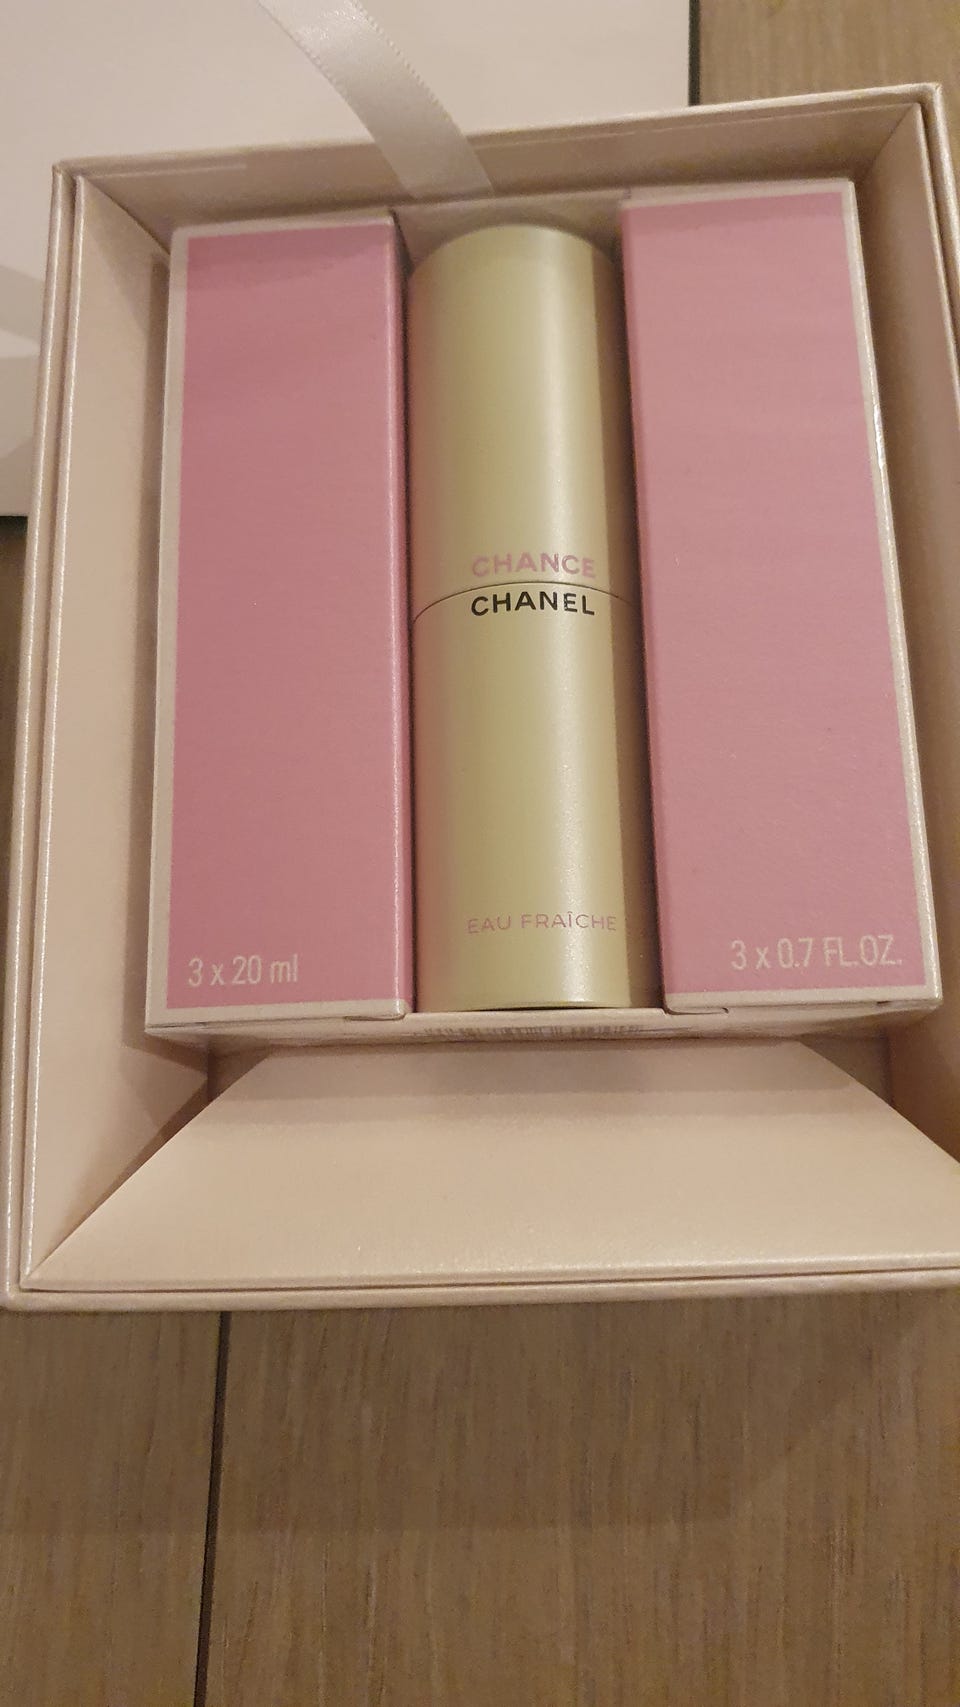 CHANCE
CHANEL
EAU FRAÎCHE
3 x 20 ml
3 x 0.7 FL.OZ.